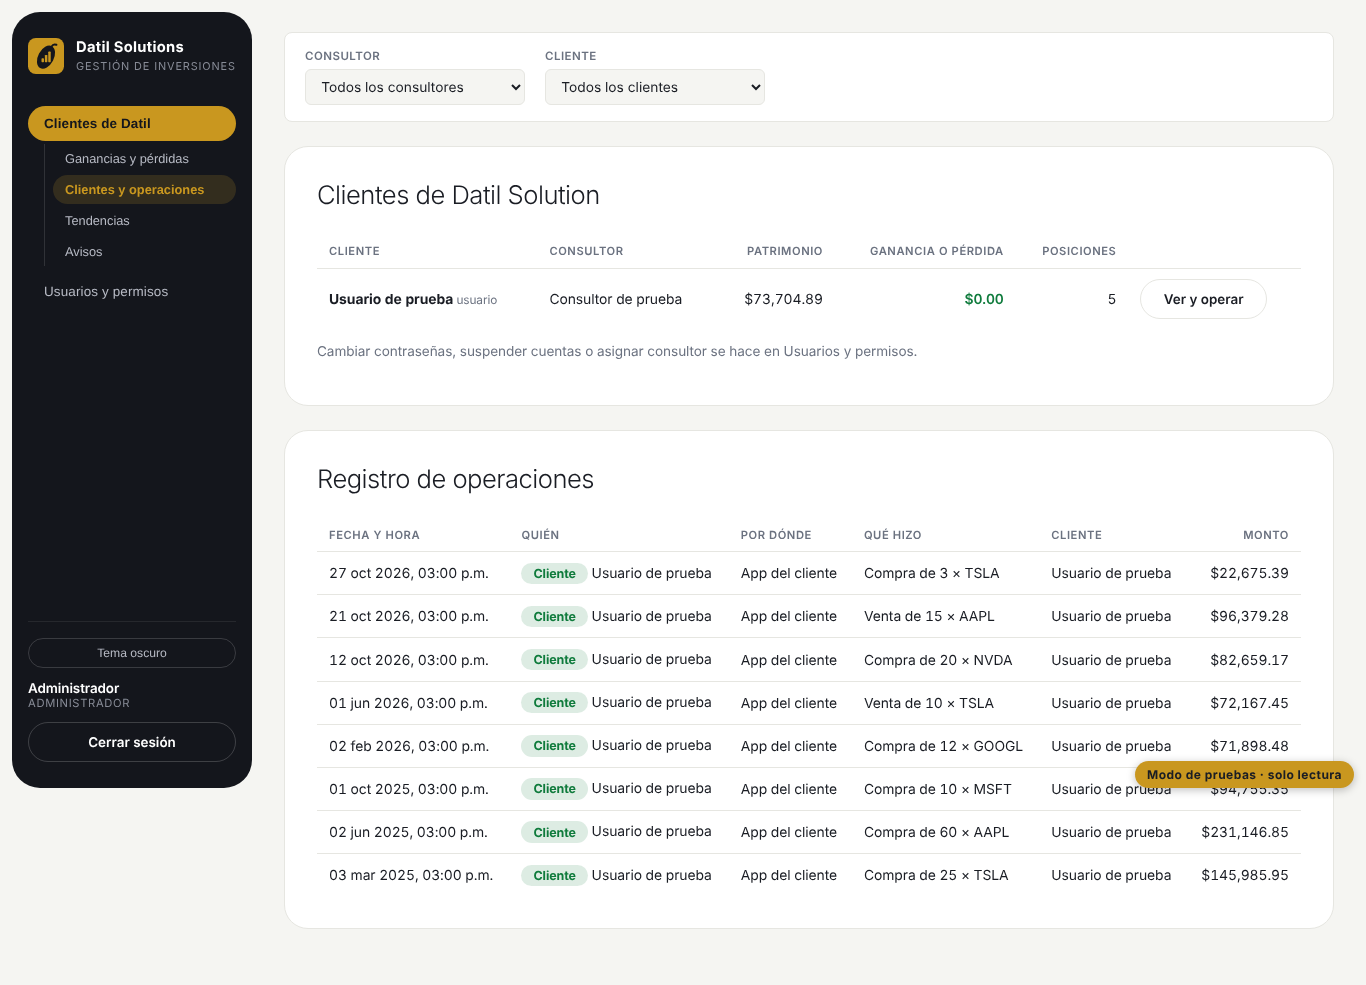 Datil Solutions
GESTIÓN DE INVERSIONES
Clientes de Datil
Ganancias y pérdidas
Clientes y operaciones
Tendencias
Avisos
Usuarios y permisos
Tema oscuro
Administrador
ADMINISTRADOR
Cerrar sesión
CONSULTOR CLIENTE
Todos los consultores Todos los clientes
Clientes de Datil Solution
CLIENTE CONSULTOR PATRIMONIO GANANCIA O PÉRDIDA POSICIONES
Usuario de prueba usuario Consultor de prueba $73,704.89 $0.00 5 Ver y operar
Cambiar contraseñas, suspender cuentas o asignar consultor se hace en Usuarios y permisos.
Registro de operaciones
FECHA Y HORA QUIÉN POR DÓNDE QUÉ HIZO CLIENTE MONTO
27 oct 2026, 03:00 p.m. Cliente Usuario de prueba App del cliente Compra de 3 × TSLA Usuario de prueba $22,675.39
21 oct 2026, 03:00 p.m. Cliente Usuario de prueba App del cliente Venta de 15 × AAPL Usuario de prueba $96,379.28
12 oct 2026, 03:00 p.m. Cliente Usuario de prueba App del cliente Compra de 20 × NVDA Usuario de prueba $82,659.17
01 jun 2026, 03:00 p.m. Cliente Usuario de prueba App del cliente Venta de 10 × TSLA Usuario de prueba $72,167.45
02 feb 2026, 03:00 p.m. Cliente Usuario de prueba App del cliente Compra de 12 × GOOGL Usuario de prueba $71,898.48
Modo de pruebas · solo lectura
01 oct 2025, 03:00 p.m. Cliente Usuario de prueba App del cliente Compra de 10 × MSFT Usuario de prueba $94,755.35
02 jun 2025, 03:00 p.m. Cliente Usuario de prueba App del cliente Compra de 60 × AAPL Usuario de prueba $231,146.85
03 mar 2025, 03:00 p.m. Cliente Usuario de prueba App del cliente Compra de 25 × TSLA Usuario de prueba $145,985.95